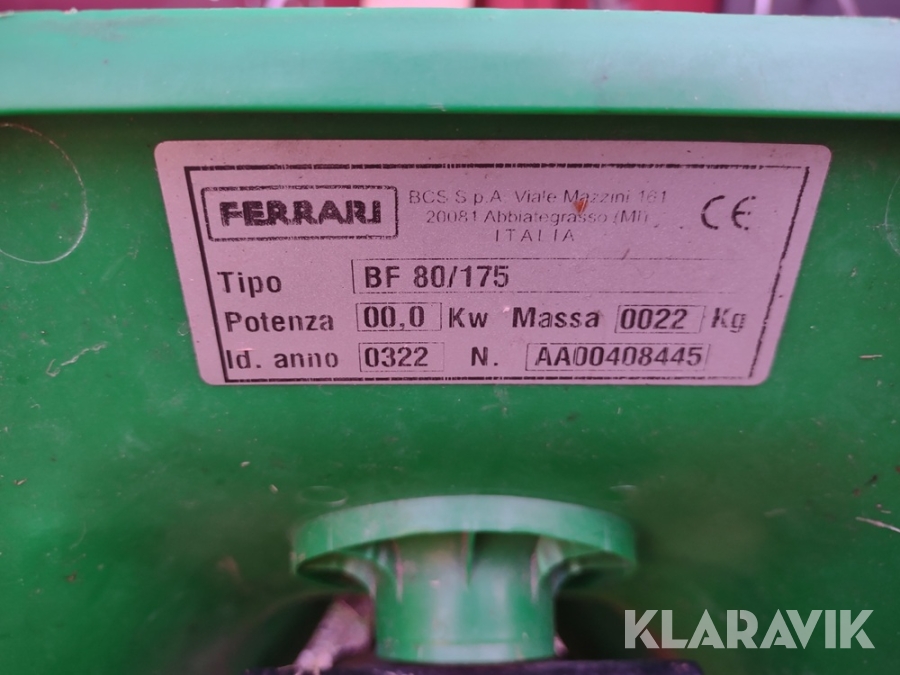 FERRARI
BCS S.p.A. Viale Mazzini 161
20081 Abbiategrasso (MI)
ITALIA
CE
Tipo BF 80/175
Potenza 00,0 Kw Massa 0022 Kg
Id. anno 0322 N. AA00408445
KLARAVIK